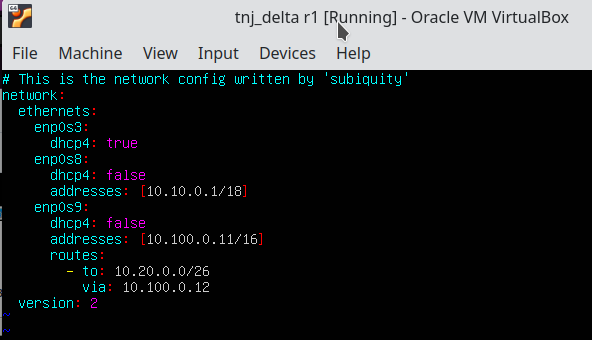 tnj_delta r1 [Running] - Oracle VM VirtualBox
File Machine View Input Devices Help
# This is the network config written by 'subiquity'
network:
  ethernets:
    enp0s3:
      dhcp4: true
    enp0s8:
      dhcp4: false
      addresses: [10.10.0.1/18]
    enp0s9:
      dhcp4: false
      addresses: [10.100.0.11/16]
      routes:
        - to: 10.20.0.0/26
          via: 10.100.0.12
  version: 2
~
~